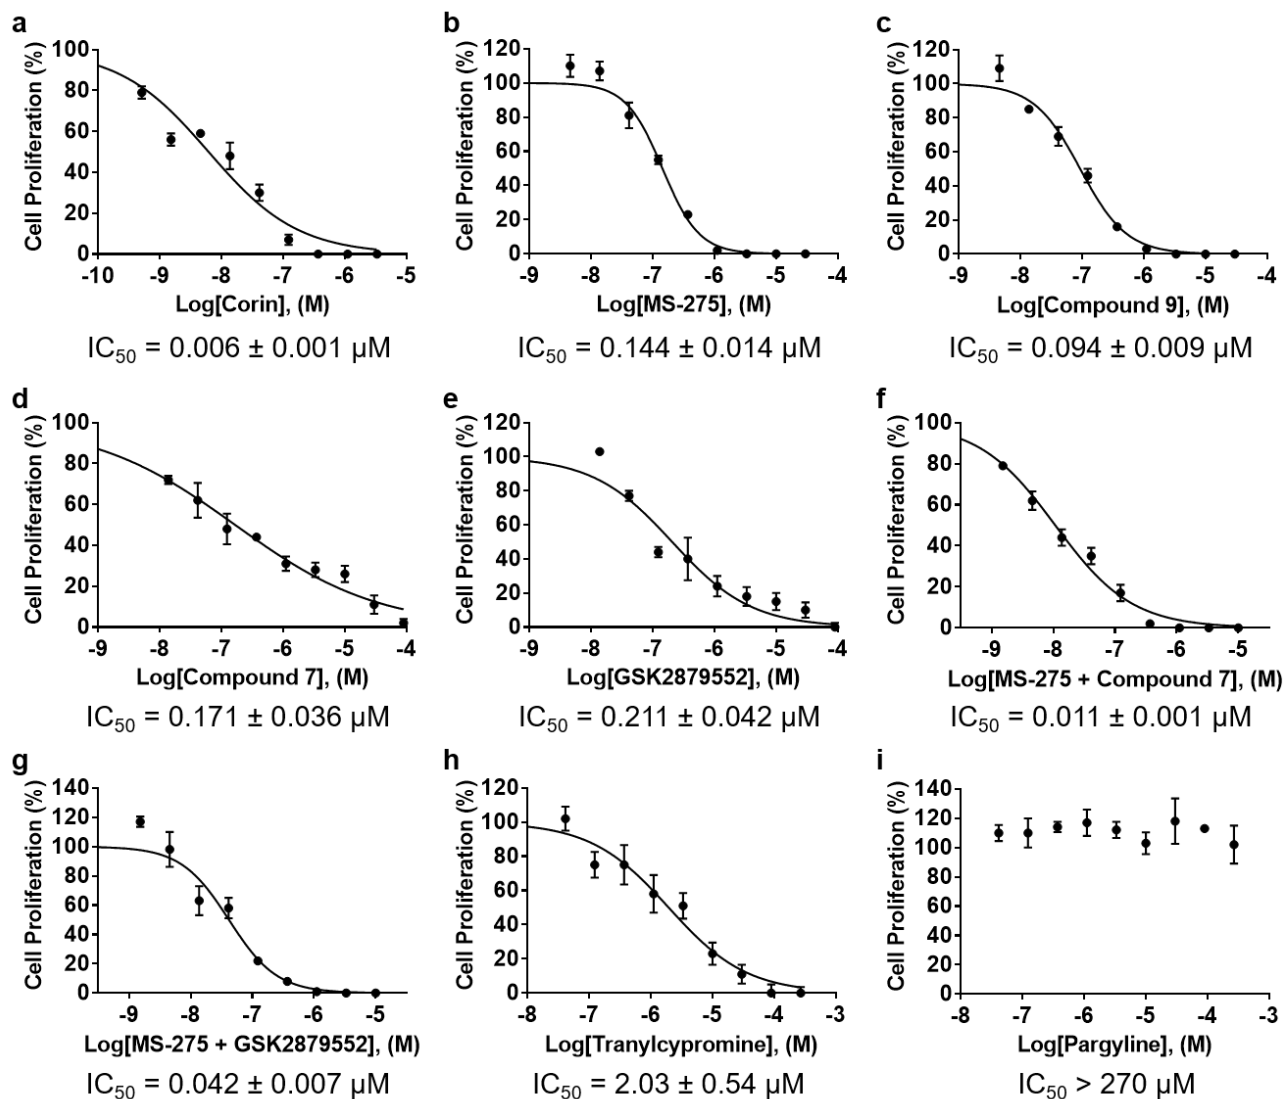 a
Cell Proliferation (%)
100
80
60
40
20
0
-10 -9 -8 -7 -6 -5
Log[Corin], (M)
IC50 = 0.006 ± 0.001 µM
b
Cell Proliferation (%)
120
100
80
60
40
20
0
-9 -8 -7 -6 -5 -4
Log[MS-275], (M)
IC50 = 0.144 ± 0.014 µM
c
Cell Proliferation (%)
120
100
80
60
40
20
0
-9 -8 -7 -6 -5 -4
Log[Compound 9], (M)
IC50 = 0.094 ± 0.009 µM
d
Cell Proliferation (%)
100
80
60
40
20
0
-9 -8 -7 -6 -5 -4
Log[Compound 7], (M)
IC50 = 0.171 ± 0.036 µM
e
Cell Proliferation (%)
120
100
80
60
40
20
0
-9 -8 -7 -6 -5 -4
Log[GSK2879552], (M)
IC50 = 0.211 ± 0.042 µM
f
Cell Proliferation (%)
100
80
60
40
20
0
-9 -8 -7 -6 -5
Log[MS-275 + Compound 7], (M)
IC50 = 0.011 ± 0.001 µM
g
Cell Proliferation (%)
140
120
100
80
60
40
20
0
-9 -8 -7 -6 -5
Log[MS-275 + GSK2879552], (M)
IC50 = 0.042 ± 0.007 µM
h
Cell Proliferation (%)
120
100
80
60
40
20
0
-8 -7 -6 -5 -4 -3
Log[Tranylcypromine], (M)
IC50 = 2.03 ± 0.54 µM
i
Cell Proliferation (%)
140
120
100
80
60
40
20
0
-8 -7 -6 -5 -4 -3
Log[Pargyline], (M)
IC50 > 270 µM